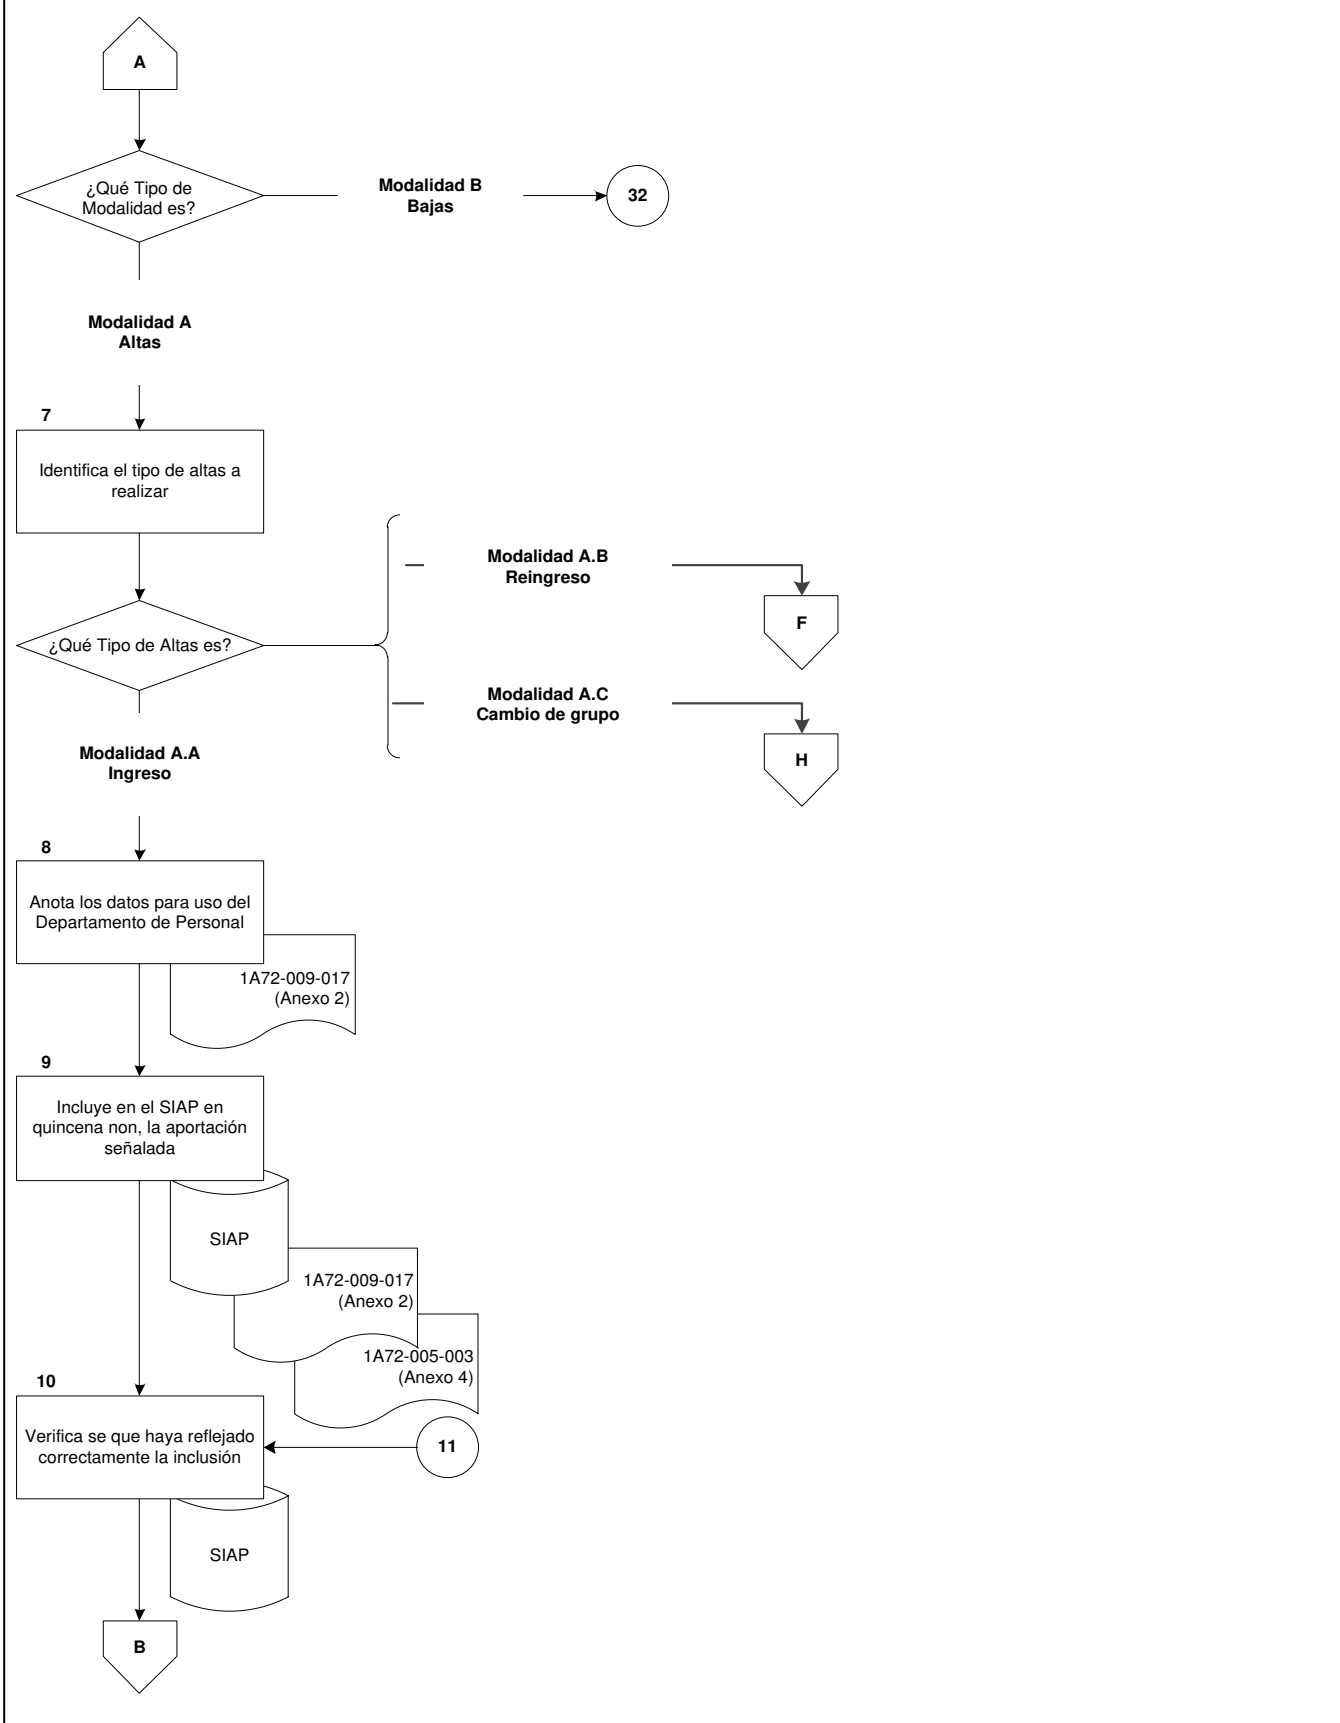 A
¿Qué Tipo de
Modalidad es?
Modalidad B
Bajas
32
Modalidad A
Altas
7
Identifica el tipo de altas a
realizar
Modalidad A.B
Reingreso
F
¿Qué Tipo de Altas es?
Modalidad A.C
Cambio de grupo
H
Modalidad A.A
Ingreso
8
Anota los datos para uso del
Departamento de Personal
1A72-009-017
(Anexo 2)
9
Incluye en el SIAP en
quincena non, la aportación
señalada
SIAP
1A72-009-017
(Anexo 2)
1A72-005-003
(Anexo 4)
10
Verifica se que haya reflejado
correctamente la inclusión
11
SIAP
B